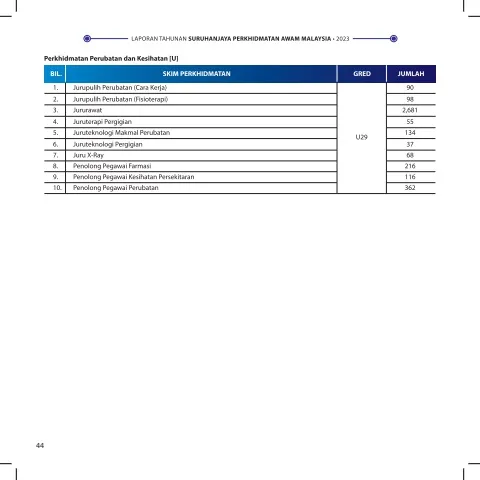 LAPORAN TAHUNAN SURUHANJAYA PERKHIDMATAN AWAM MALAYSIA • 2023
Perkhidmatan Perubatan dan Kesihatan [U]
BIL. SKIM PERKHIDMATAN GRED JUMLAH
1. Jurupulih Perubatan (Cara Kerja) 90
2. Jurupulih Perubatan (Fisioterapi) 98
3. Jururawat 2,681
4. Juruterapi Pergigian 55
5. Juruteknologi Makmal Perubatan 134
U29
6. Juruteknologi Pergigian 37
7. Juru X-Ray 68
8. Penolong Pegawai Farmasi 216
9. Penolong Pegawai Kesihatan Persekitaran 116
10. Penolong Pegawai Perubatan 362
44